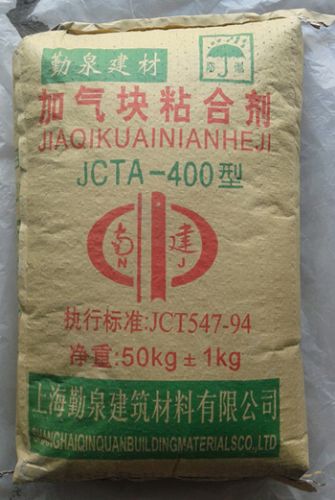 勤泉建材
加气块粘合剂
JIAQIKUAINIANHEJI
JCTA-400型
南 建
N J
执行标准:JCT547-94
净重:50kg±1kg
上海勤泉建筑材料有限公司
SHANGHAIQINQUANBUILDINGMATERIALSCO.,LTD